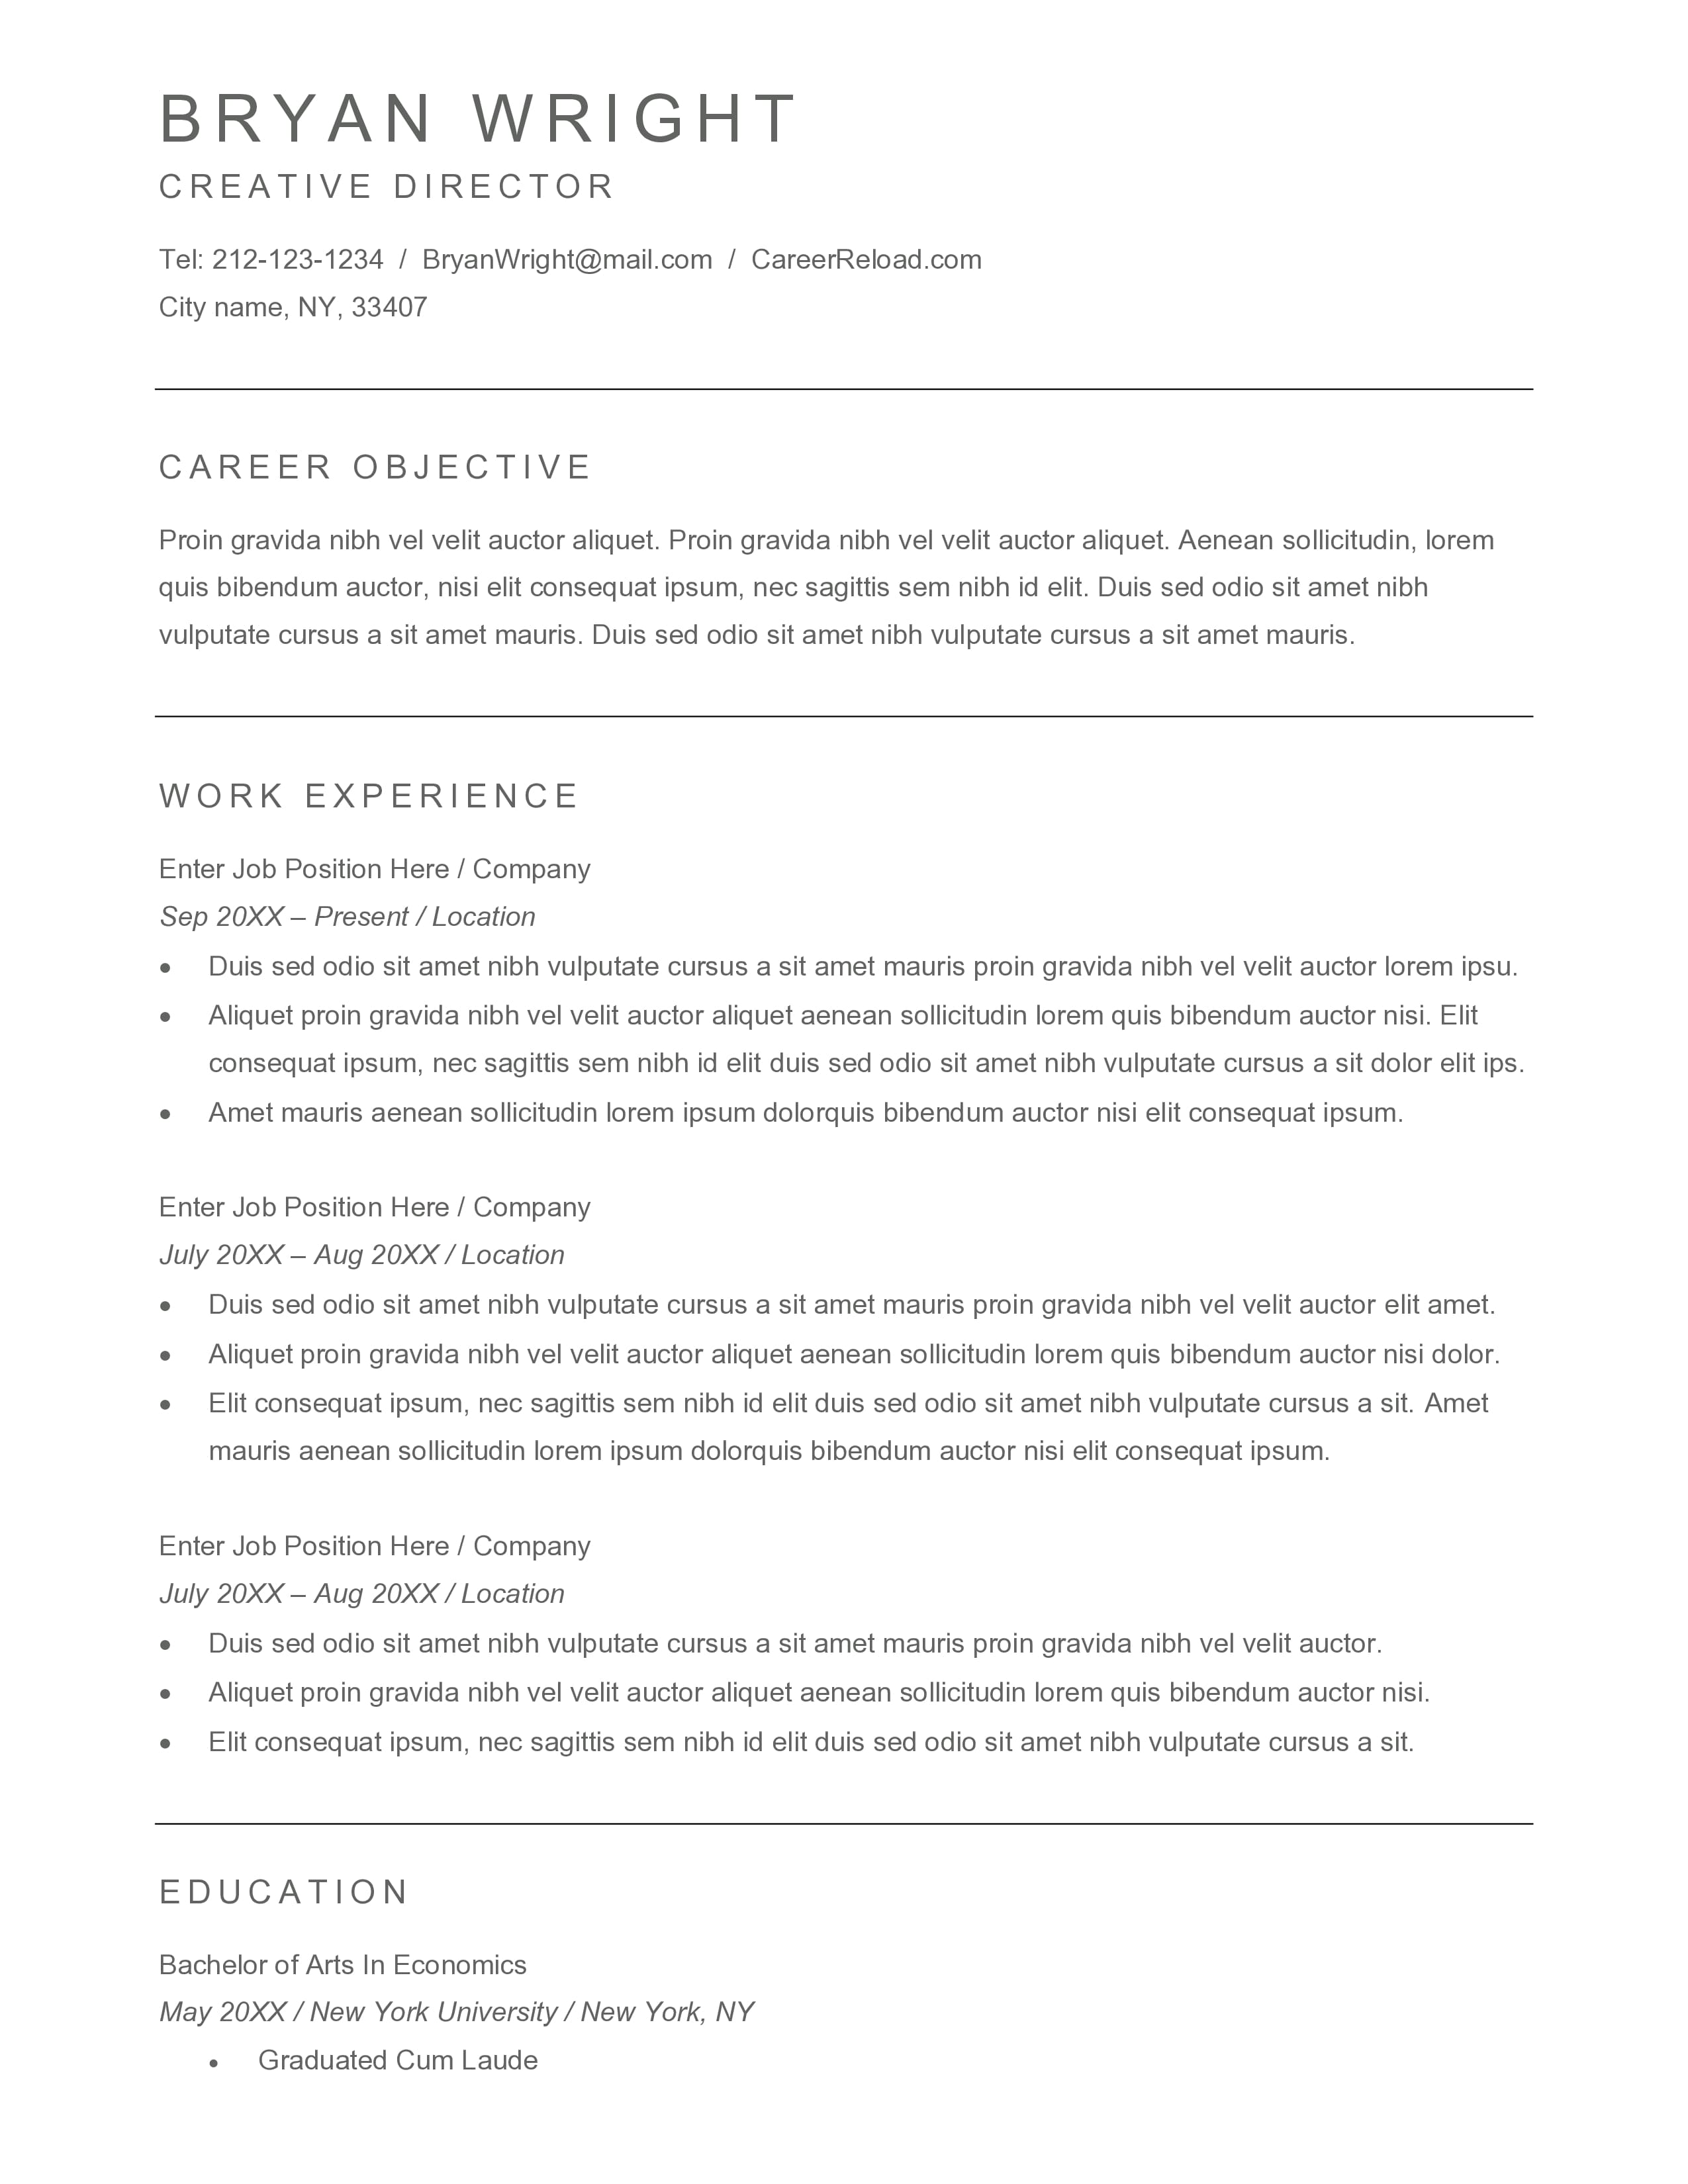 BRYAN WRIGHT
CREATIVE DIRECTOR
Tel: 212-123-1234 / BryanWright@mail.com / CareerReload.com
City name, NY, 33407
CAREER OBJECTIVE
Proin gravida nibh vel velit auctor aliquet. Proin gravida nibh vel velit auctor aliquet. Aenean sollicitudin, lorem
quis bibendum auctor, nisi elit consequat ipsum, nec sagittis sem nibh id elit. Duis sed odio sit amet nibh
vulputate cursus a sit amet mauris. Duis sed odio sit amet nibh vulputate cursus a sit amet mauris.
WORK EXPERIENCE
Enter Job Position Here / Company
Sep 20XX – Present / Location
• Duis sed odio sit amet nibh vulputate cursus a sit amet mauris proin gravida nibh vel velit auctor lorem ipsu.
• Aliquet proin gravida nibh vel velit auctor aliquet aenean sollicitudin lorem quis bibendum auctor nisi. Elit
consequat ipsum, nec sagittis sem nibh id elit duis sed odio sit amet nibh vulputate cursus a sit dolor elit ips.
• Amet mauris aenean sollicitudin lorem ipsum dolorquis bibendum auctor nisi elit consequat ipsum.
Enter Job Position Here / Company
July 20XX – Aug 20XX / Location
• Duis sed odio sit amet nibh vulputate cursus a sit amet mauris proin gravida nibh vel velit auctor elit amet.
• Aliquet proin gravida nibh vel velit auctor aliquet aenean sollicitudin lorem quis bibendum auctor nisi dolor.
• Elit consequat ipsum, nec sagittis sem nibh id elit duis sed odio sit amet nibh vulputate cursus a sit. Amet
mauris aenean sollicitudin lorem ipsum dolorquis bibendum auctor nisi elit consequat ipsum.
Enter Job Position Here / Company
July 20XX – Aug 20XX / Location
• Duis sed odio sit amet nibh vulputate cursus a sit amet mauris proin gravida nibh vel velit auctor.
• Aliquet proin gravida nibh vel velit auctor aliquet aenean sollicitudin lorem quis bibendum auctor nisi.
• Elit consequat ipsum, nec sagittis sem nibh id elit duis sed odio sit amet nibh vulputate cursus a sit.
EDUCATION
Bachelor of Arts In Economics
May 20XX / New York University / New York, NY
• Graduated Cum Laude